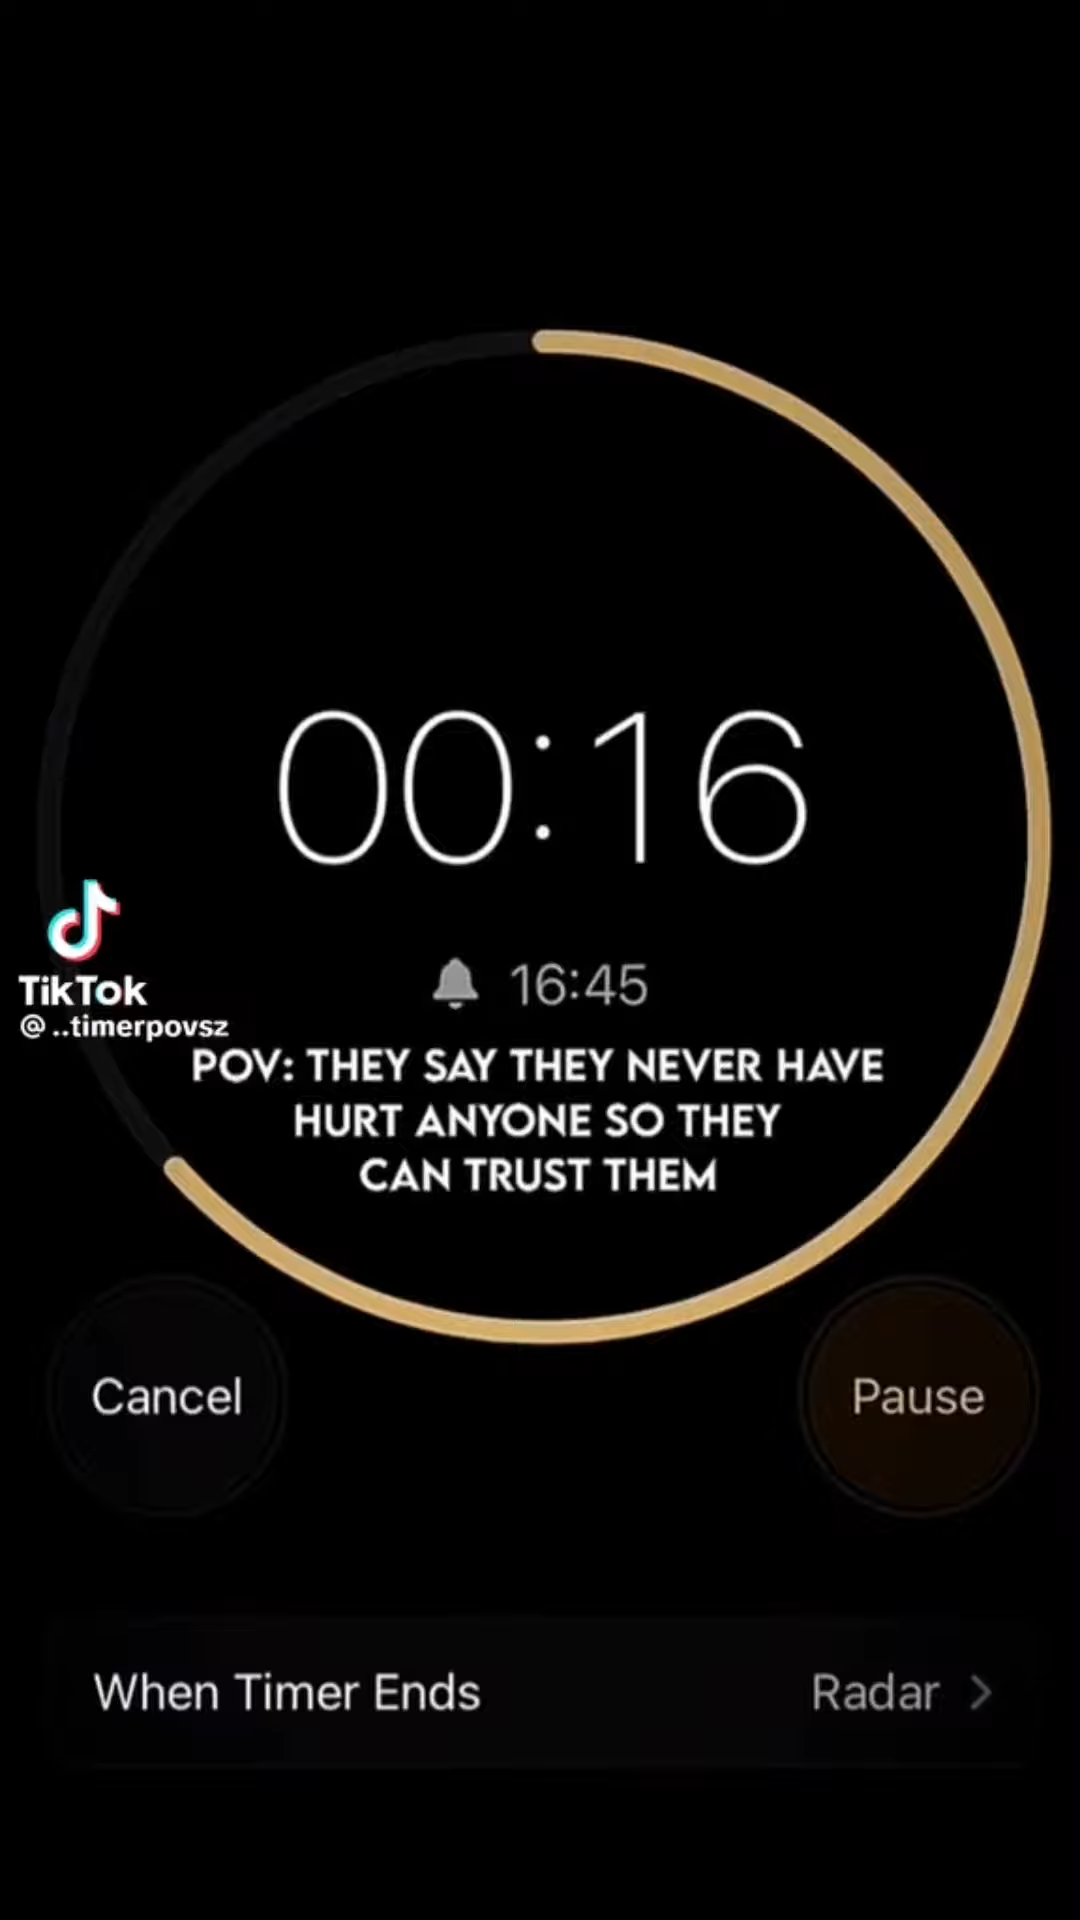 00:16
16:45
TikTok
@ ..timerpovsz
POV: THEY SAY THEY NEVER HAVE
HURT ANYONE SO THEY
CAN TRUST THEM
Cancel
Pause
When Timer Ends
Radar